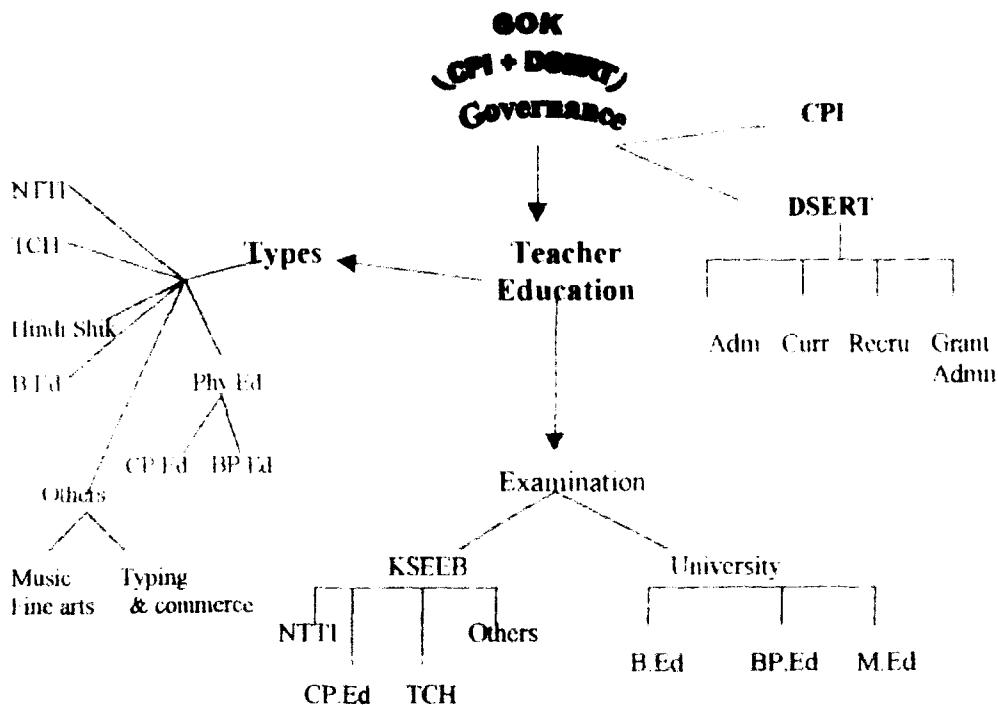 GOK
(CPI + DSERT)
Governance
CPI
DSERT
Adm Curr Recru Grant
Admn
Teacher
Education
Types
NTTI
TCH
Hindi Shik
B.Ed
Phy.Ed
CP.Ed BP.Ed
Others
Music
Fine arts
Typing
& commerce
Examination
KSEEB
NTTI
CP.Ed
TCH
Others
University
B.Ed BP.Ed M.Ed